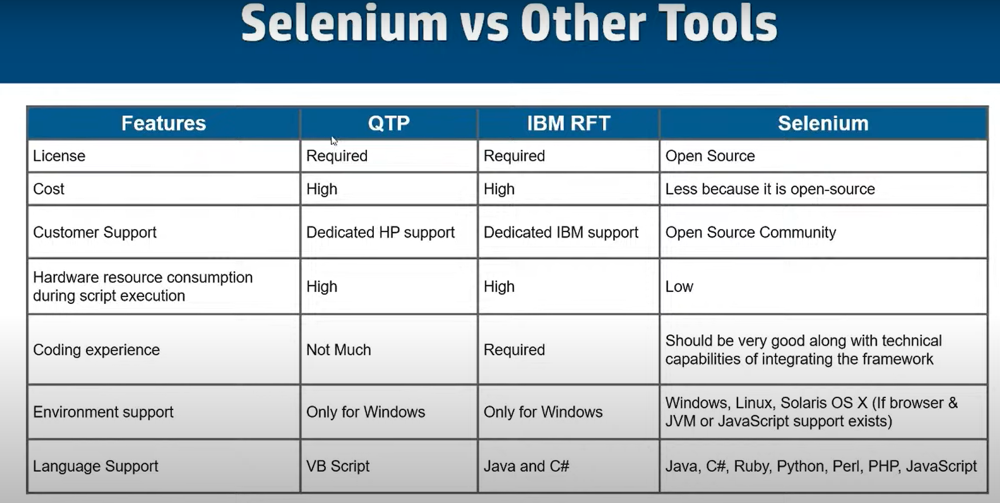 Selenium vs Other Tools
Features QTP IBM RFT Selenium
License Required Required Open Source
Cost High High Less because it is open-source
Customer Support Dedicated HP support Dedicated IBM support Open Source Community
Hardware resource consumption
during script execution High High Low
Coding experience Not Much Required Should be very good along with technical
capabilities of integrating the framework
Environment support Only for Windows Only for Windows Windows, Linux, Solaris OS X (If browser &
JVM or JavaScript support exists)
Language Support VB Script Java and C# Java, C#, Ruby, Python, Perl, PHP, JavaScript